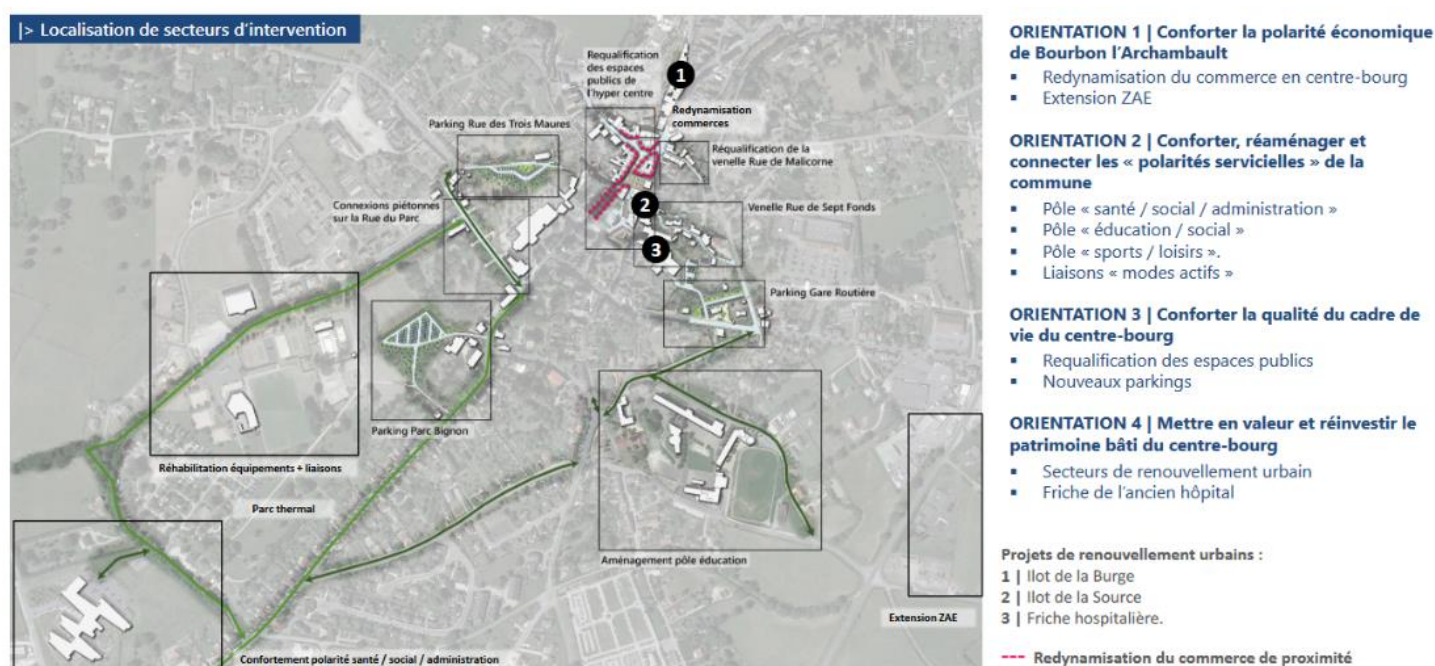 |> Localisation de secteurs d'intervention
Requalification
des espaces
publics de
l'hyper centre
1
Redynamisation
commerces
Parking Rue des Trois Maures
Réqualification de la
venelle Rue de Malicorne
Connexions piétonnes
sur la Rue du Parc
2
Venelle Rue de Sept Fonds
3
Parking Gare Routière
Parking Parc Bignon
Réhabilitation équipements + liaisons
Parc thermal
Aménagement pôle éducation
Extension ZAE
Confortement polarité santé / social / administration
ORIENTATION 1 | Conforter la polarité économique
de Bourbon l'Archambault
▪ Redynamisation du commerce en centre-bourg
▪ Extension ZAE
ORIENTATION 2 | Conforter, réaménager et
connecter les « polarités servicielles » de la
commune
▪ Pôle « santé / social / administration »
▪ Pôle « éducation / social »
▪ Pôle « sports / loisirs ».
▪ Liaisons « modes actifs »
ORIENTATION 3 | Conforter la qualité du cadre de
vie du centre-bourg
▪ Requalification des espaces publics
▪ Nouveaux parkings
ORIENTATION 4 | Mettre en valeur et réinvestir le
patrimoine bâti du centre-bourg
▪ Secteurs de renouvellement urbain
▪ Friche de l'ancien hôpital
Projets de renouvellement urbains :
1 | Ilot de la Burge
2 | Ilot de la Source
3 | Friche hospitalière.
--- Redynamisation du commerce de proximité